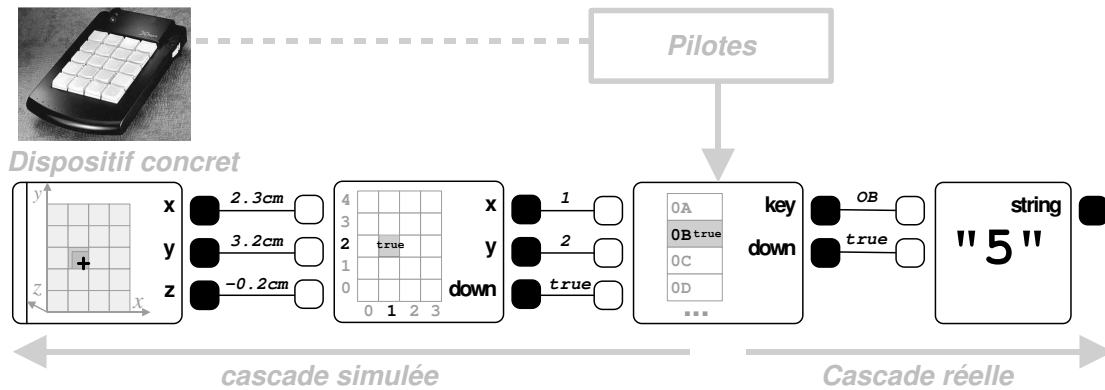 Pilotes
Dispositif concret
y
z
x
x
y
z
2.3cm
3.2cm
-0.2cm
4
3
2
1
0
true
0 1 2 3
x
y
down
1
2
true
0A
0B true
0C
0D
...
key
down
OB
true
string
"5"
cascade simulée
Cascade réelle